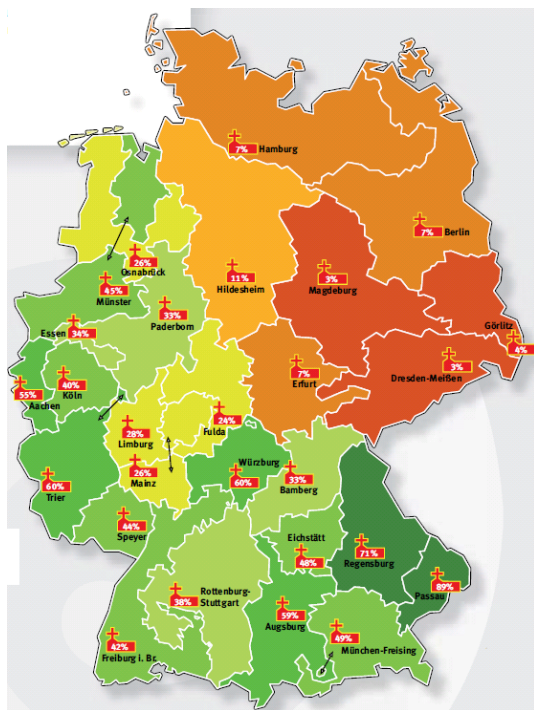 7% Hamburg
7% Berlin
26%
Osnabrück
11%
Hildesheim
3%
Magdeburg
45%
Münster
33%
Paderborn
Görlitz
4%
Essen 34%
7%
Erfurt
3%
Dresden-Meißen
55%
Aachen
40%
Köln
24%
Fulda
28%
Limburg
26%
Mainz
Würzburg
60%
33%
Bamberg
60%
Trier
44%
Speyer
Eichstätt
48%
71%
Regensburg
89%
Passau
Rottenburg-
38% Stuttgart
59%
Augsburg
49%
München-Freising
42%
Freiburg i. Br.